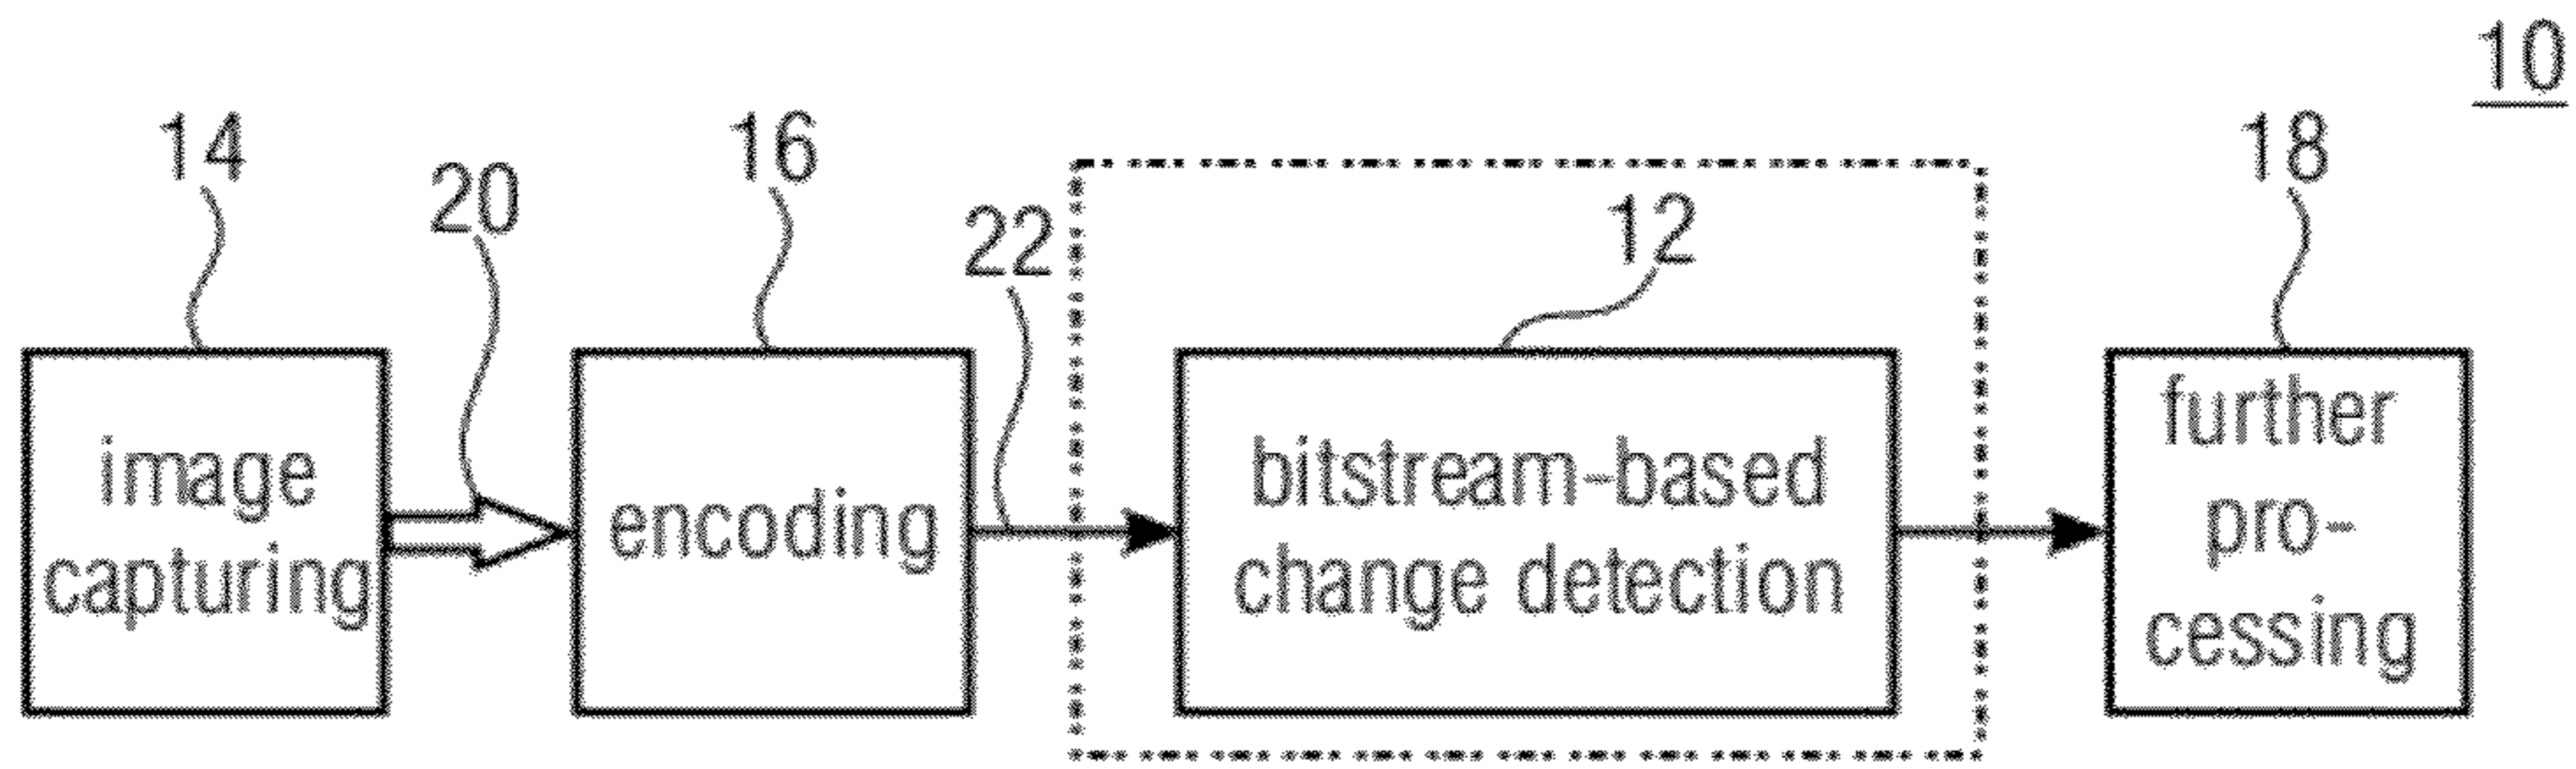 10
14
20
16
22
12
18
image
capturing
encoding
bitstream-based
change detection
further
pro-
cessing